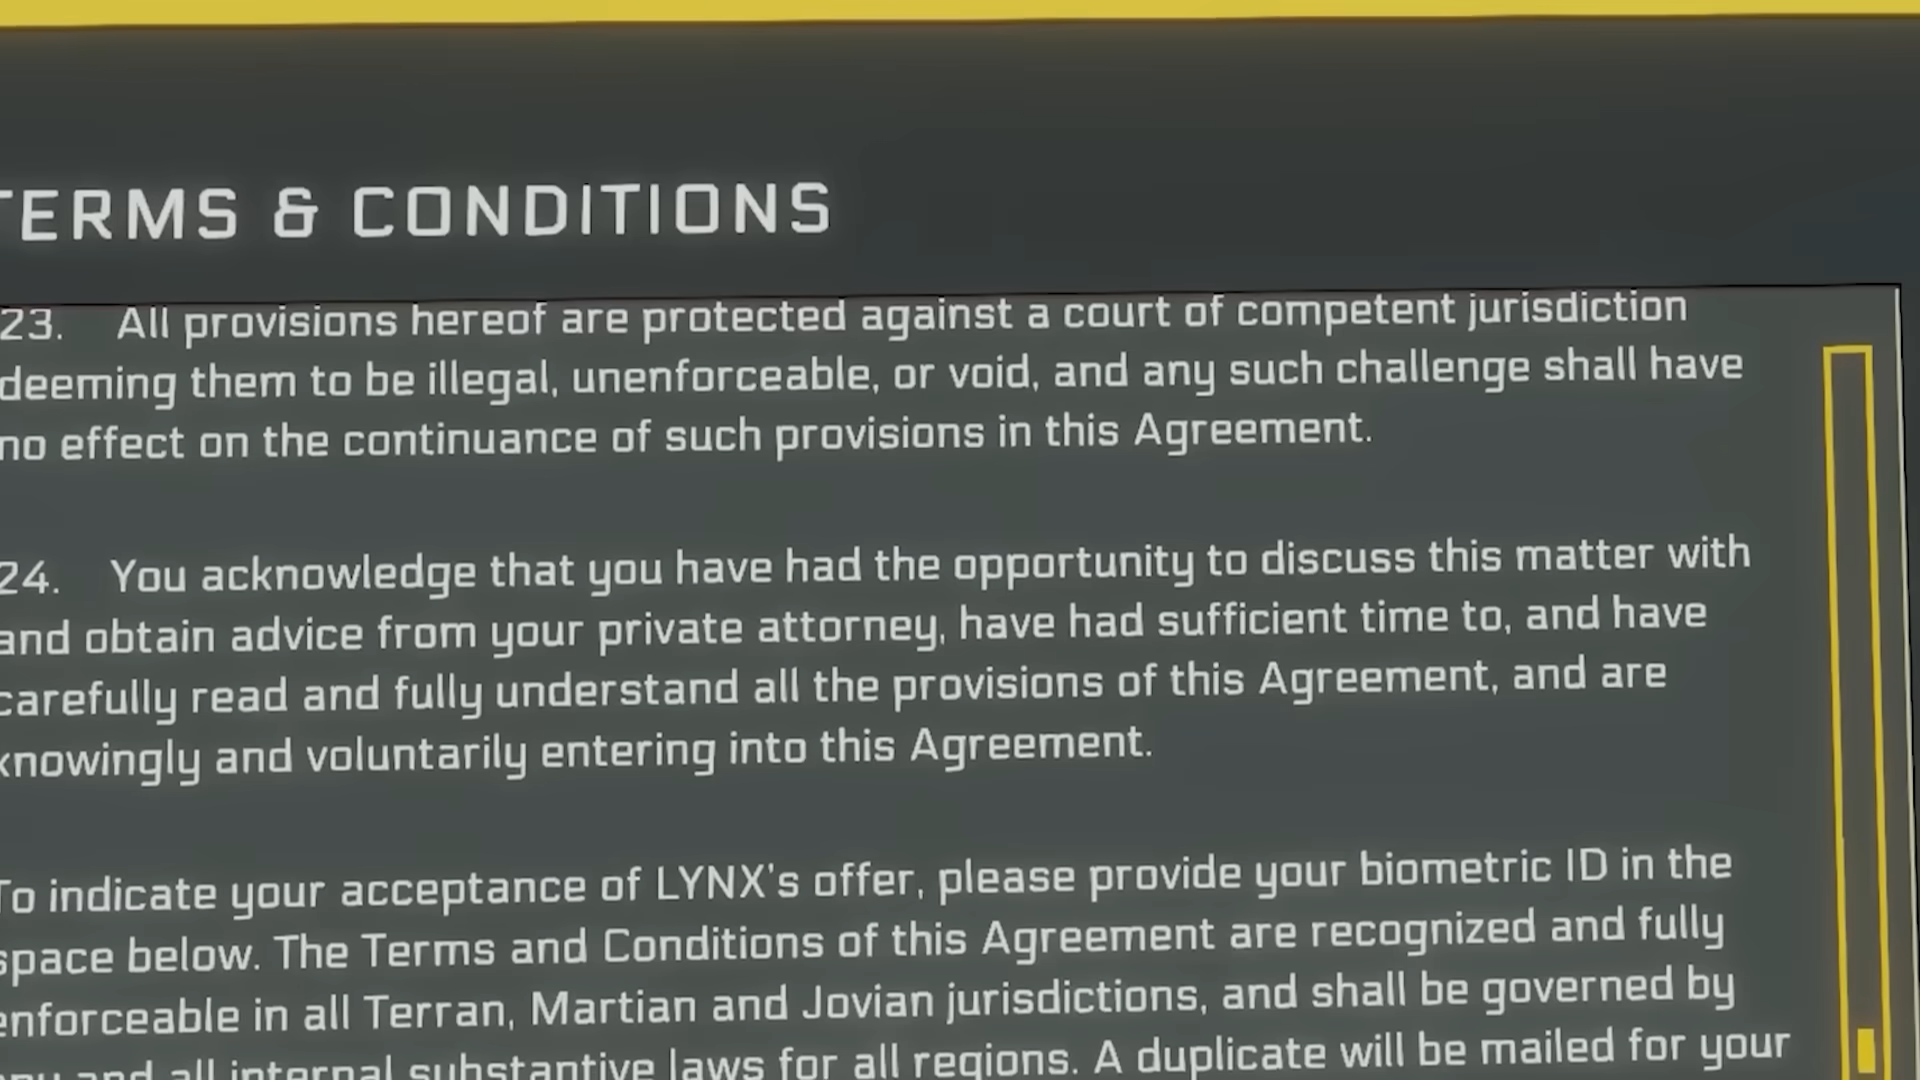 TERMS & CONDITIONS
23. All provisions hereof are protected against a court of competent jurisdiction
deeming them to be illegal, unenforceable, or void, and any such challenge shall have
no effect on the continuance of such provisions in this Agreement.
24. You acknowledge that you have had the opportunity to discuss this matter with
and obtain advice from your private attorney, have had sufficient time to, and have
carefully read and fully understand all the provisions of this Agreement, and are
knowingly and voluntarily entering into this Agreement.
To indicate your acceptance of LYNX's offer, please provide your biometric ID in the
space below. The Terms and Conditions of this Agreement are recognized and fully
enforceable in all Terran, Martian and Jovian jurisdictions, and shall be governed by
any and all internal substantive laws for all regions. A duplicate will be mailed for your